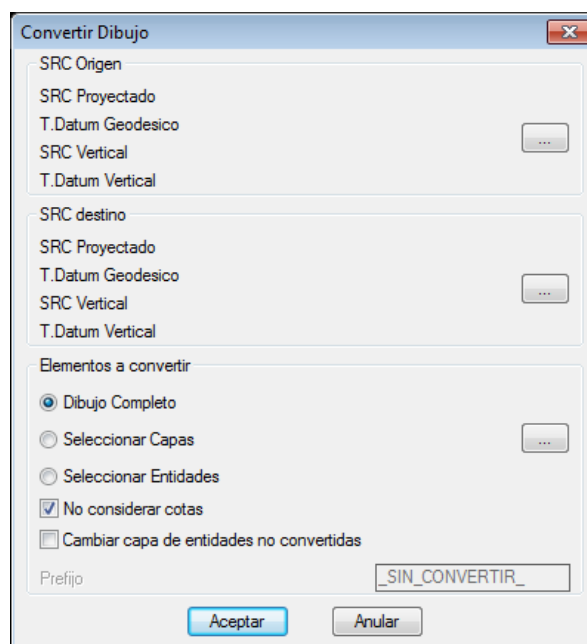 Convertir Dibujo
SRC Origen
SRC Proyectado
T.Datum Geodesico
...
SRC Vertical
T.Datum Vertical
SRC destino
SRC Proyectado
T.Datum Geodesico
...
SRC Vertical
T.Datum Vertical
Elementos a convertir
Dibujo Completo
Seleccionar Capas
...
Seleccionar Entidades
No considerar cotas
Cambiar capa de entidades no convertidas
Prefijo _SIN_CONVERTIR_
Aceptar Anular